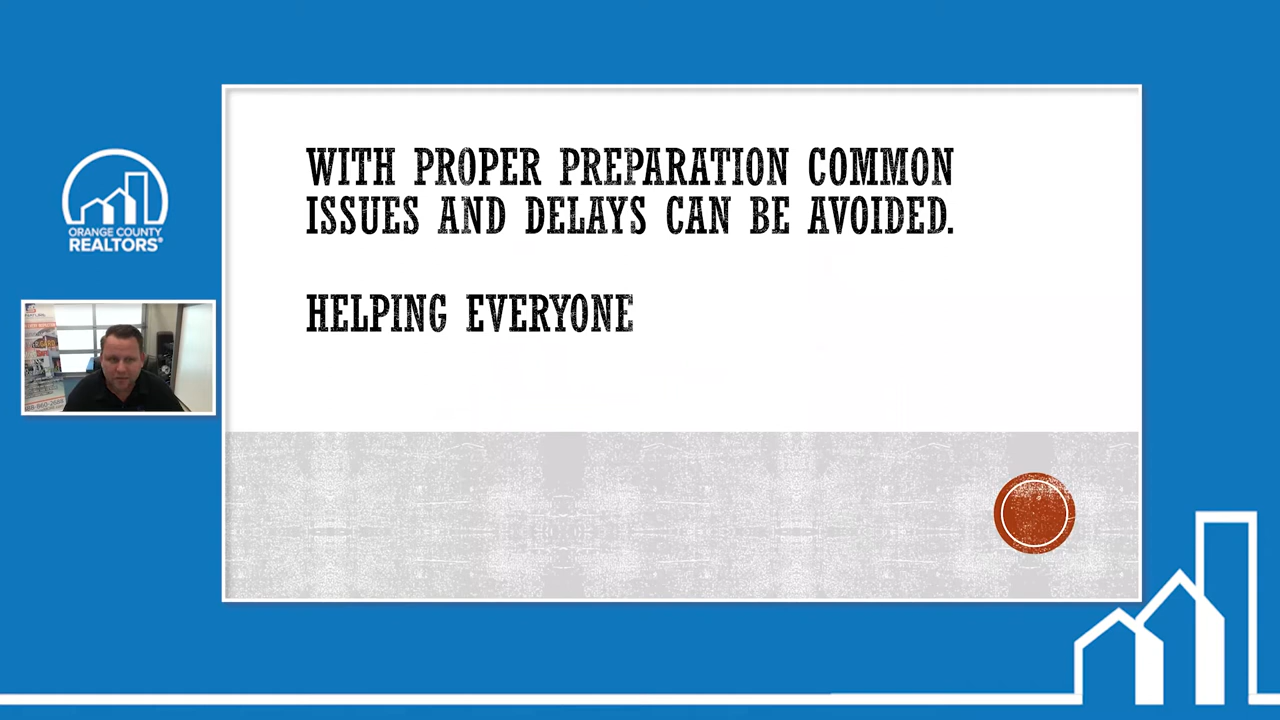 WITH PROPER PREPARATION COMMON
ISSUES AND DELAYS CAN BE AVOIDED.
HELPING EVERYONE
ORANGE COUNTY
REALTORS®